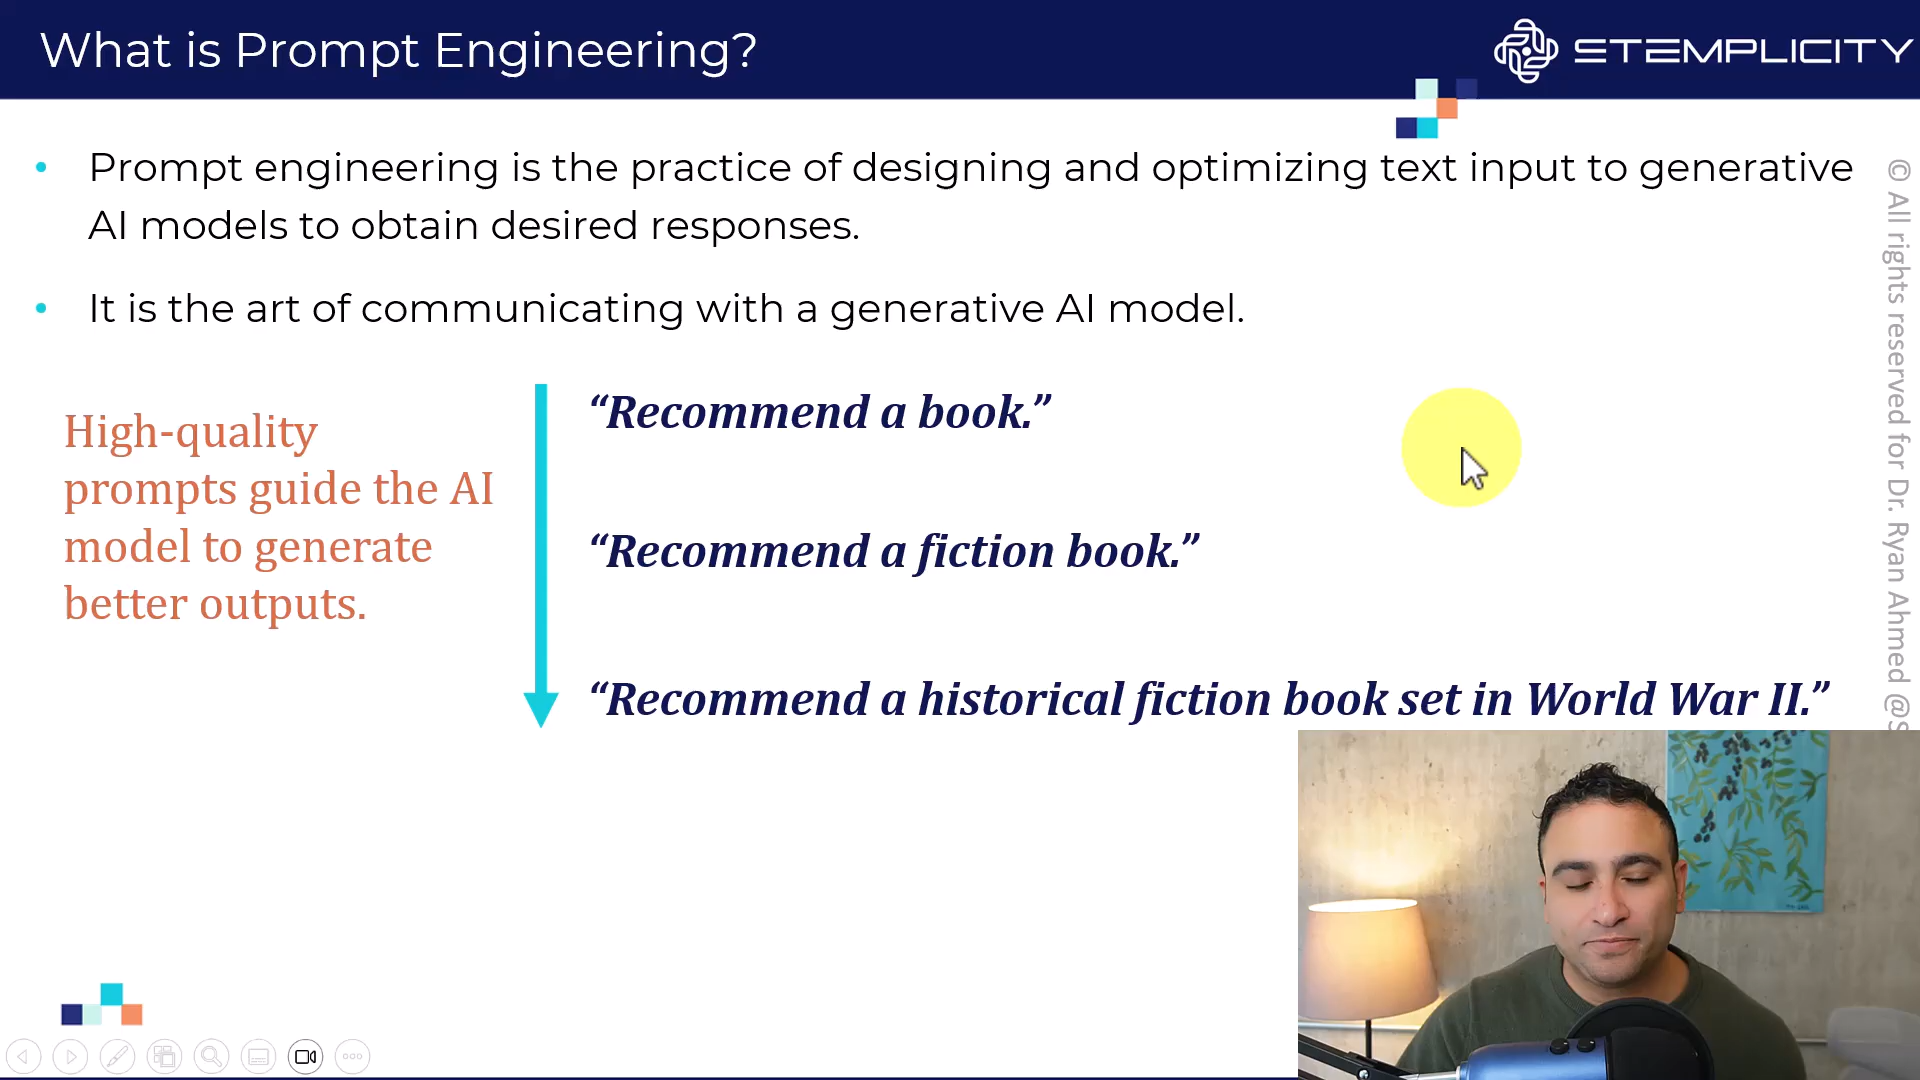 What is Prompt Engineering?
STEMPLICITY
• Prompt engineering is the practice of designing and optimizing text input to generative
AI models to obtain desired responses.
• It is the art of communicating with a generative AI model.
High-quality
prompts guide the AI
model to generate
better outputs.
“Recommend a book.”
“Recommend a fiction book.”
“Recommend a historical fiction book set in World War II.”
© All rights reserved for Dr. Ryan Ahmed @S